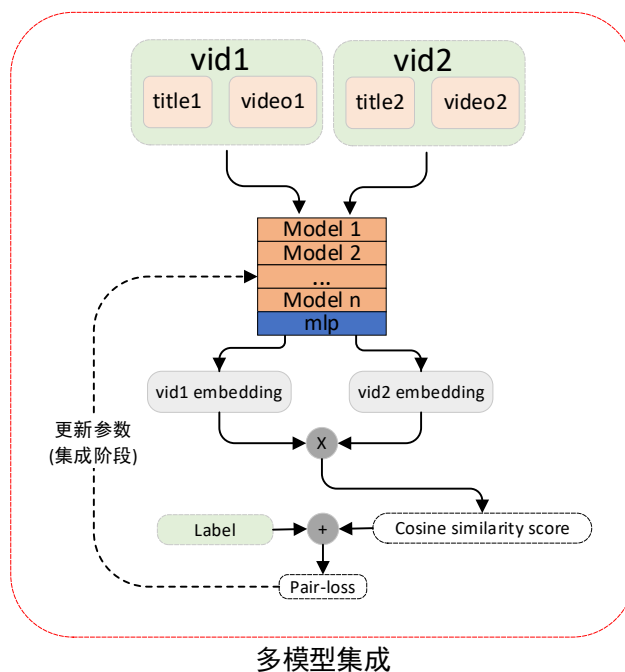 vid1
vid2
title1
video1
title2
video2
Model 1
Model 2
...
Model n
mlp
vid1 embedding
vid2 embedding
更新参数
(集成阶段)
X
Label
+
Cosine similarity score
Pair-loss
多模型集成